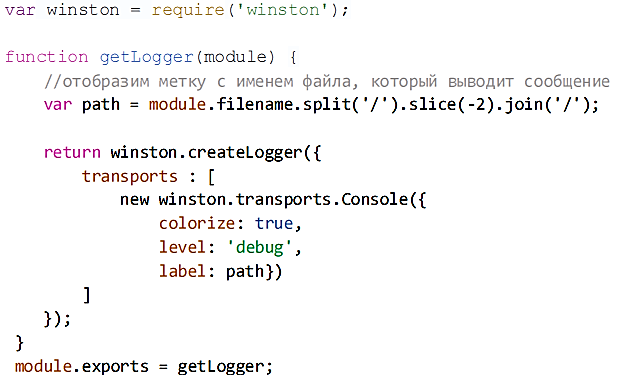 var winston = require('winston');
function getLogger(module) {
//отобразим метку с именем файла, который выводит сообщение
var path = module.filename.split('/').slice(-2).join('/');
return winston.createLogger({
transports : [
new winston.transports.Console({
colorize: true,
level: 'debug',
label: path})
]
});
}
module.exports = getLogger;